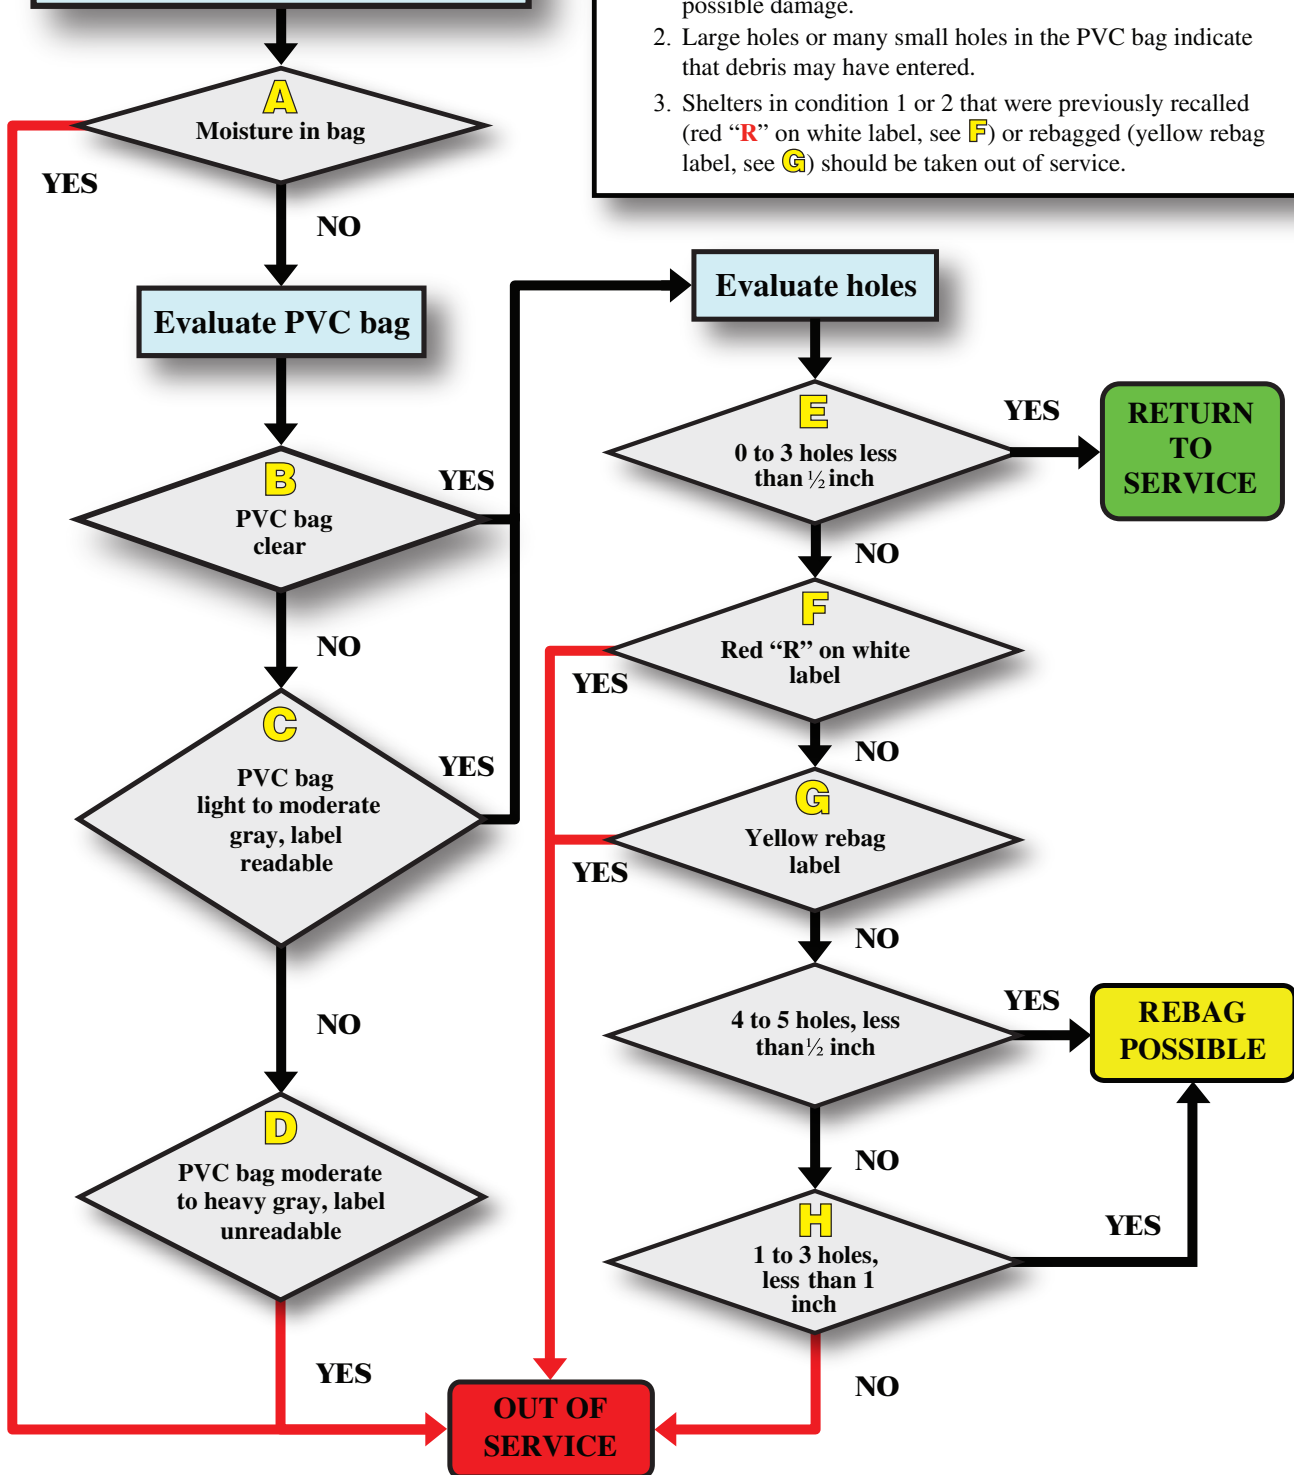 possible damage.
2. Large holes or many small holes in the PVC bag indicate
that debris may have entered.
3. Shelters in condition 1 or 2 that were previously recalled
(red “R” on white label, see F) or rebagged (yellow rebag
label, see G) should be taken out of service.
A
Moisture in bag
YES
NO
Evaluate PVC bag
B
PVC bag
clear
YES
NO
C
PVC bag
light to moderate
gray, label
readable
YES
NO
D
PVC bag moderate
to heavy gray, label
unreadable
YES
Evaluate holes
E
0 to 3 holes less
than ½ inch
YES
RETURN
TO
SERVICE
NO
F
Red “R” on white
label
YES
NO
G
Yellow rebag
label
YES
NO
4 to 5 holes, less
than ½ inch
YES
REBAG
POSSIBLE
NO
H
1 to 3 holes,
less than 1
inch
YES
NO
OUT OF
SERVICE